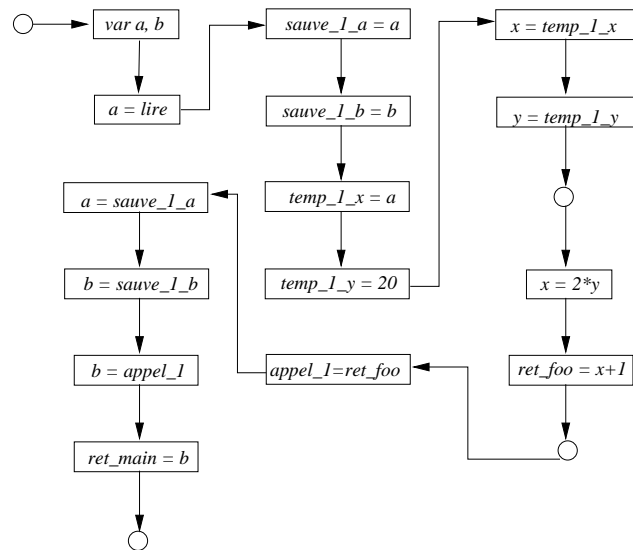 var a, b
a = lire
sauve_1_a = a
sauve_1_b = b
temp_1_x = a
temp_1_y = 20
x = temp_1_x
y = temp_1_y
x = 2*y
ret_foo = x+1
appel_1=ret_foo
a = sauve_1_a
b = sauve_1_b
b = appel_1
ret_main = b